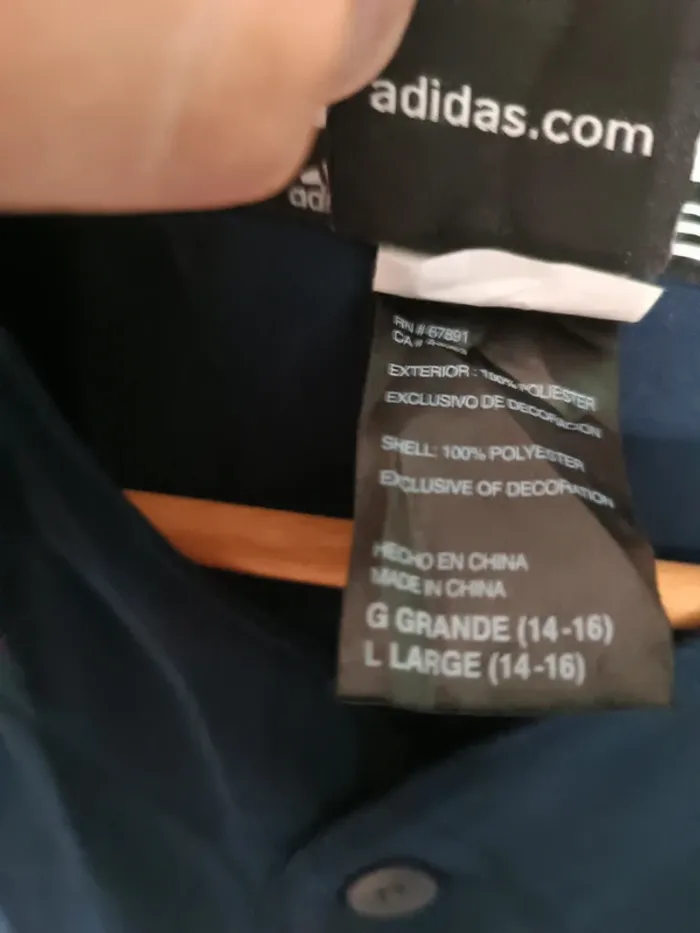 adidas.com
RN # 67891
CA #
EXTERIOR : 100% POLIESTER
EXCLUSIVO DE DECORACION
SHELL: 100% POLYESTER
EXCLUSIVE OF DECORATION
HECHO EN CHINA
MADE IN CHINA
G GRANDE (14-16)
L LARGE (14-16)